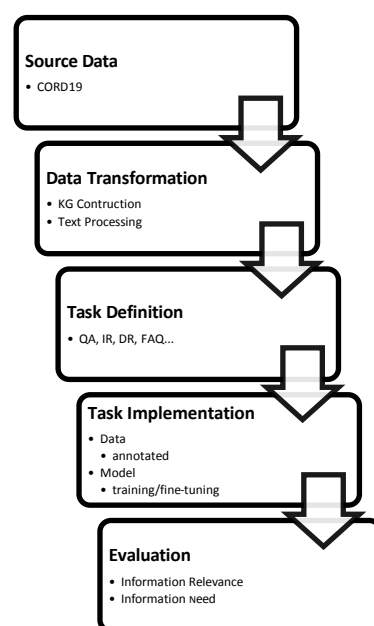 Source Data
• CORD19
Data Transformation
• KG Contruction
• Text Processing
Task Definition
• QA, IR, DR, FAQ...
Task Implementation
• Data
• annotated
• Model
• training/fine-tuning
Evaluation
• Information Relevance
• Information Need